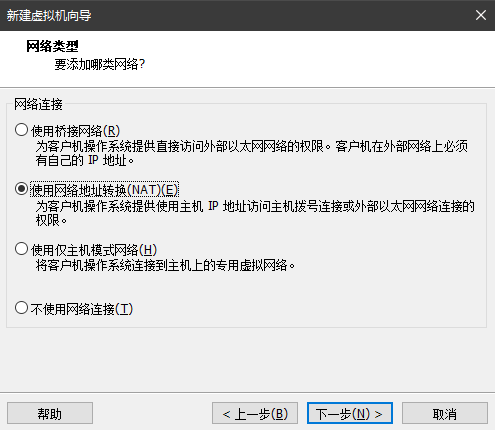 新建虚拟机向导
网络类型
要添加哪类网络?
网络连接
使用桥接网络(R)
为客户机操作系统提供直接访问外部以太网网络的权限。客户机在外部网络上必须
有自己的 IP 地址。
使用网络地址转换(NAT)(E)
为客户机操作系统提供使用主机 IP 地址访问主机拨号连接或外部以太网网络连接的
权限。
使用仅主机模式网络(H)
将客户机操作系统连接到主机上的专用虚拟网络。
不使用网络连接(T)
帮助
< 上一步(B)
下一步(N) >
取消